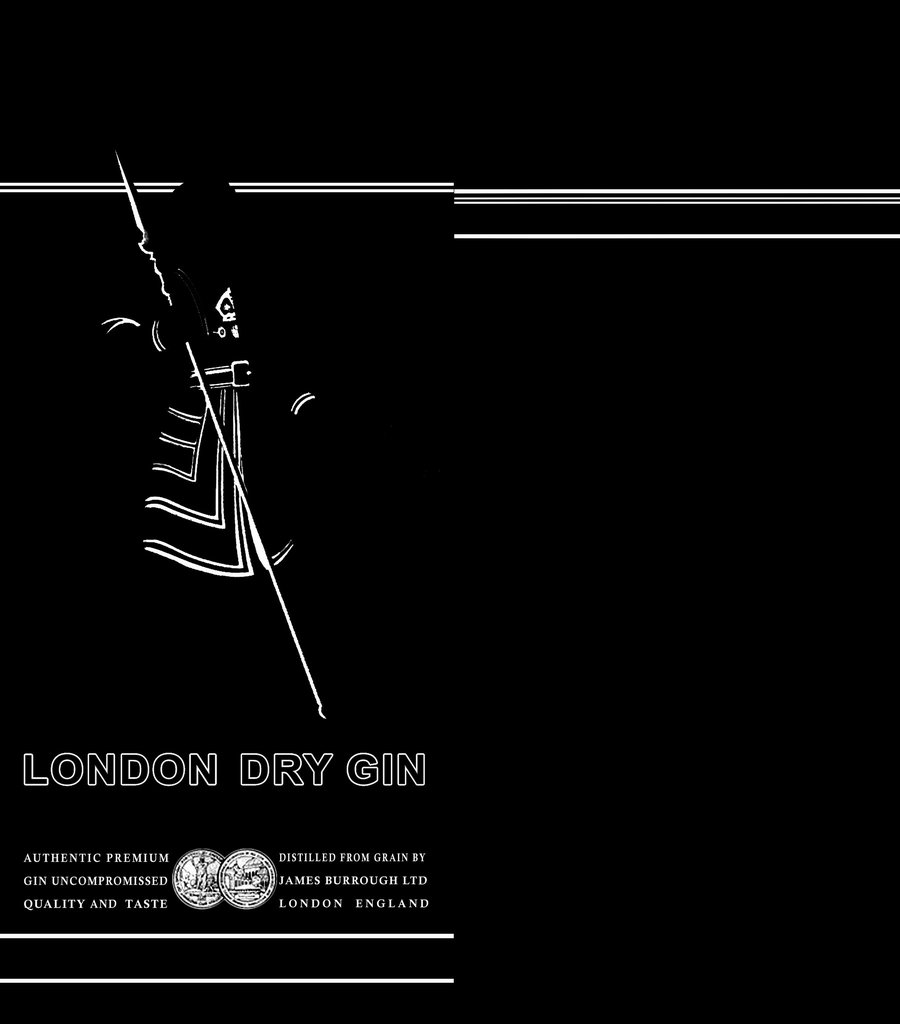 LONDON DRY GIN
AUTHENTIC PREMIUM
GIN UNCOMPROMISSED
QUALITY AND TASTE
DISTILLED FROM GRAIN BY
JAMES BURROUGH LTD
LONDON ENGLAND